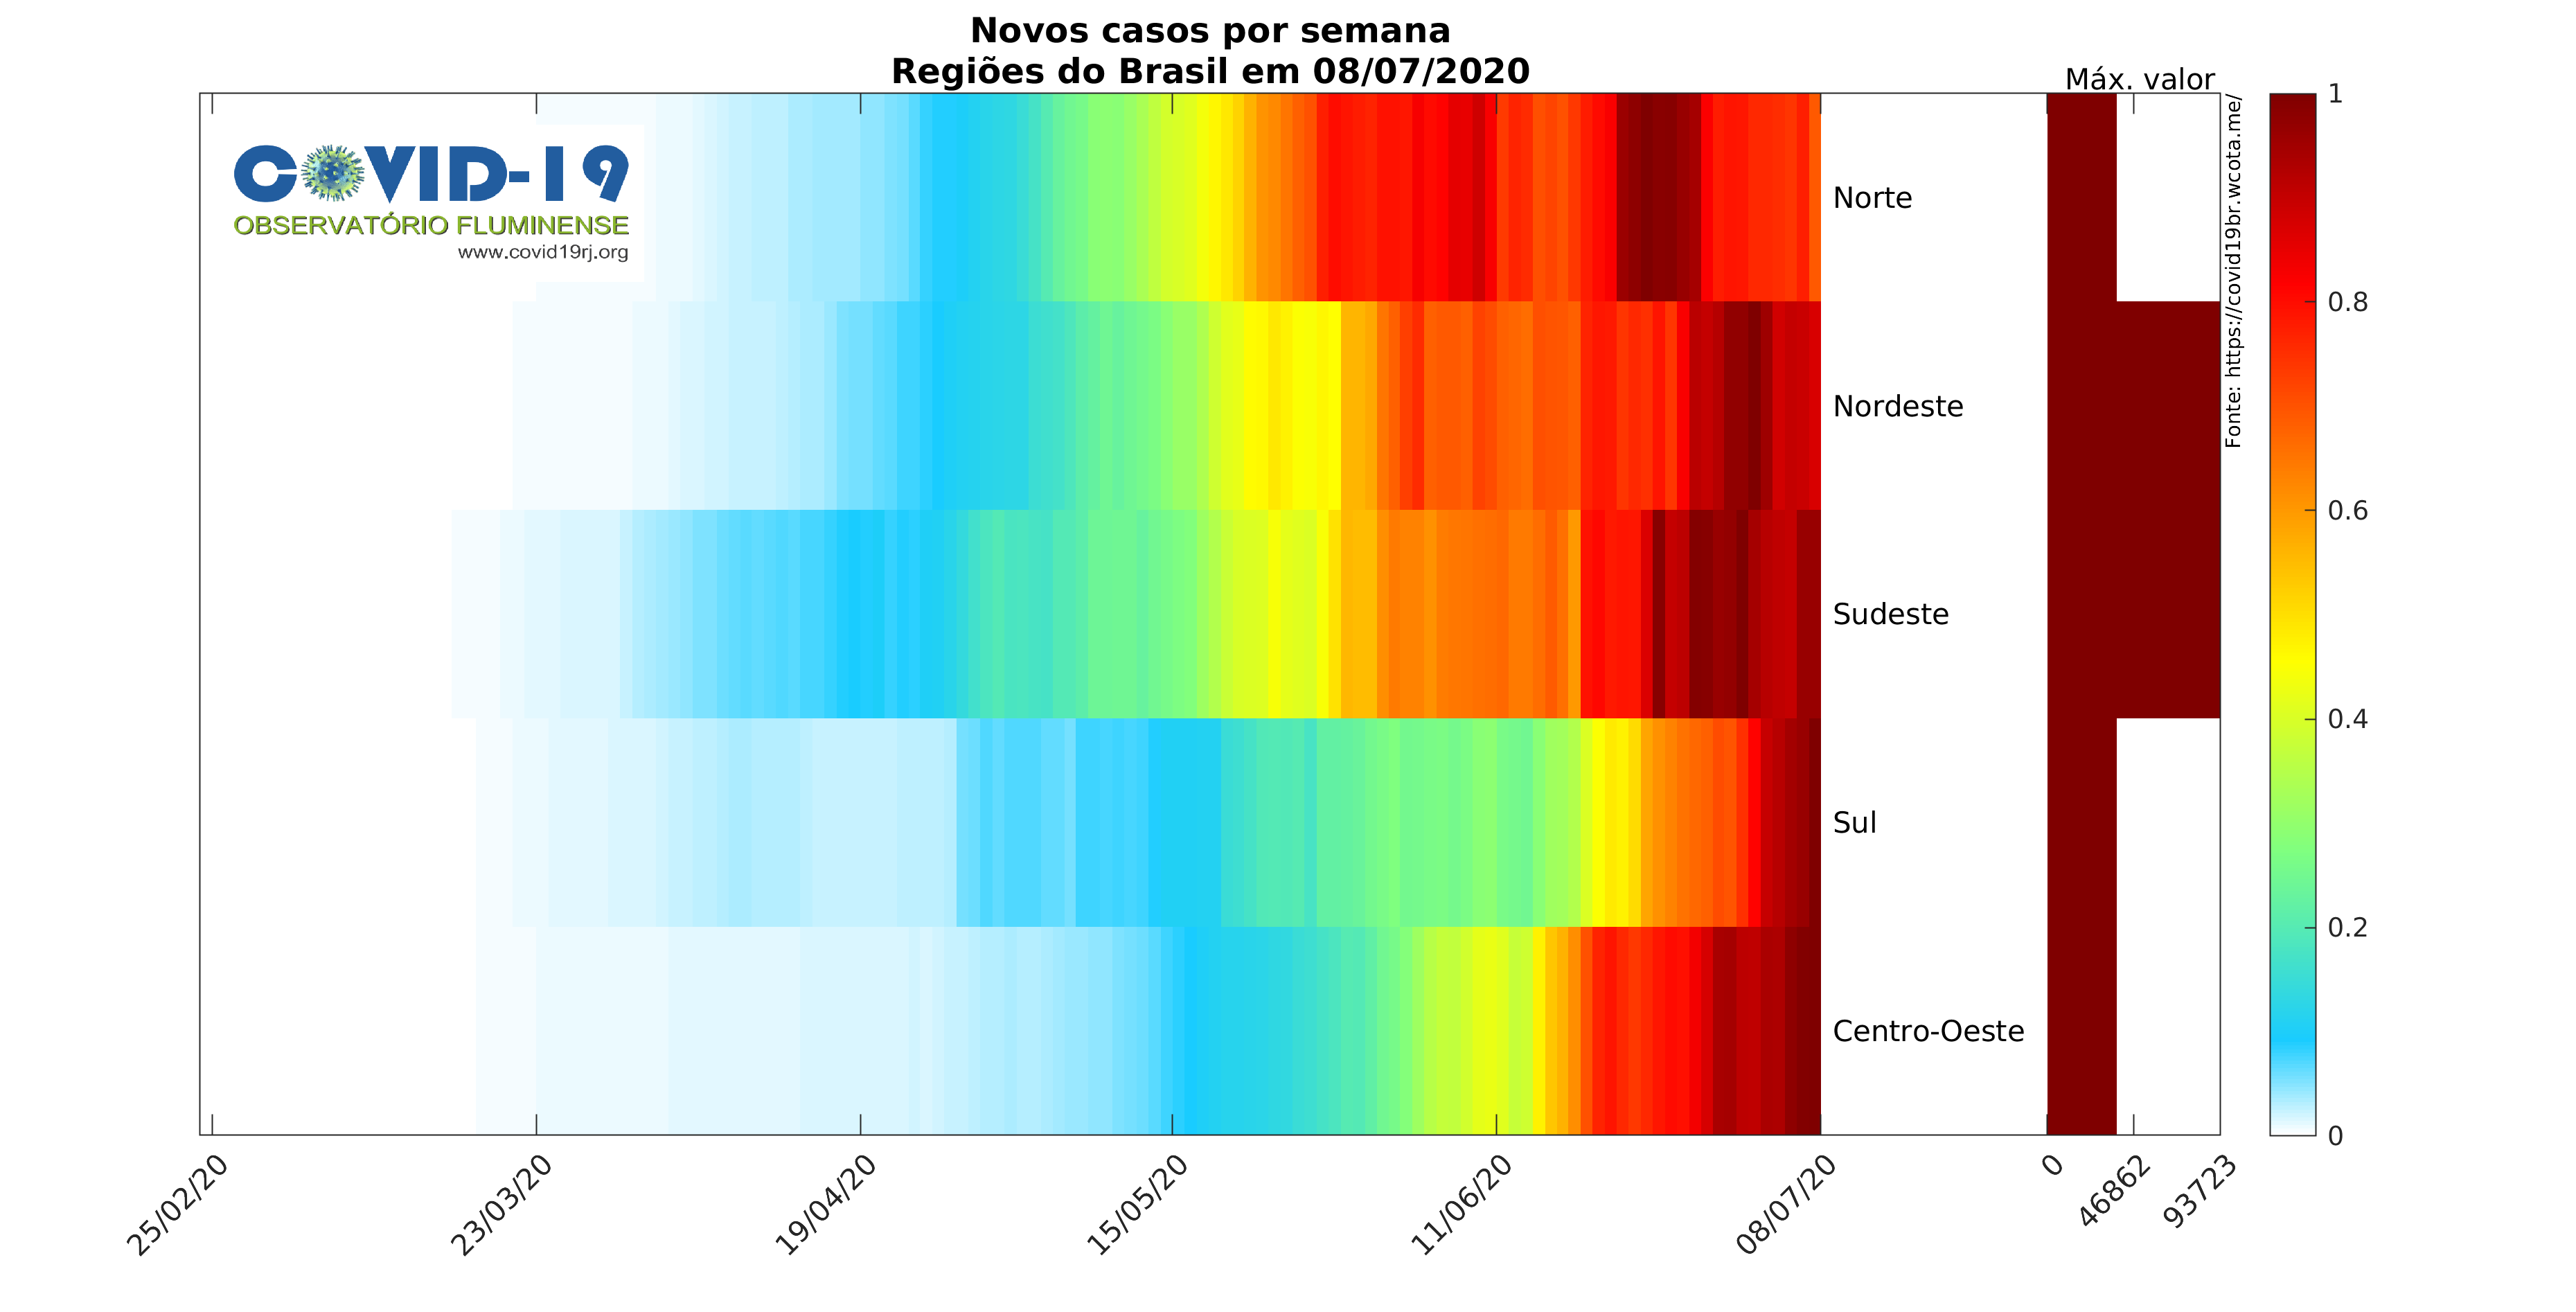 Novos casos por semana
Regiões do Brasil em 08/07/2020
Máx. valor
COVID-19
OBSERVATÓRIO FLUMINENSE
www.covid19rj.org
Norte
Nordeste
Sudeste
Sul
Centro-Oeste
Fonte: https://covid19br.wcota.me/
1
0.8
0.6
0.4
0.2
0
25/02/20
23/03/20
19/04/20
15/05/20
11/06/20
08/07/20
0
46862
93723